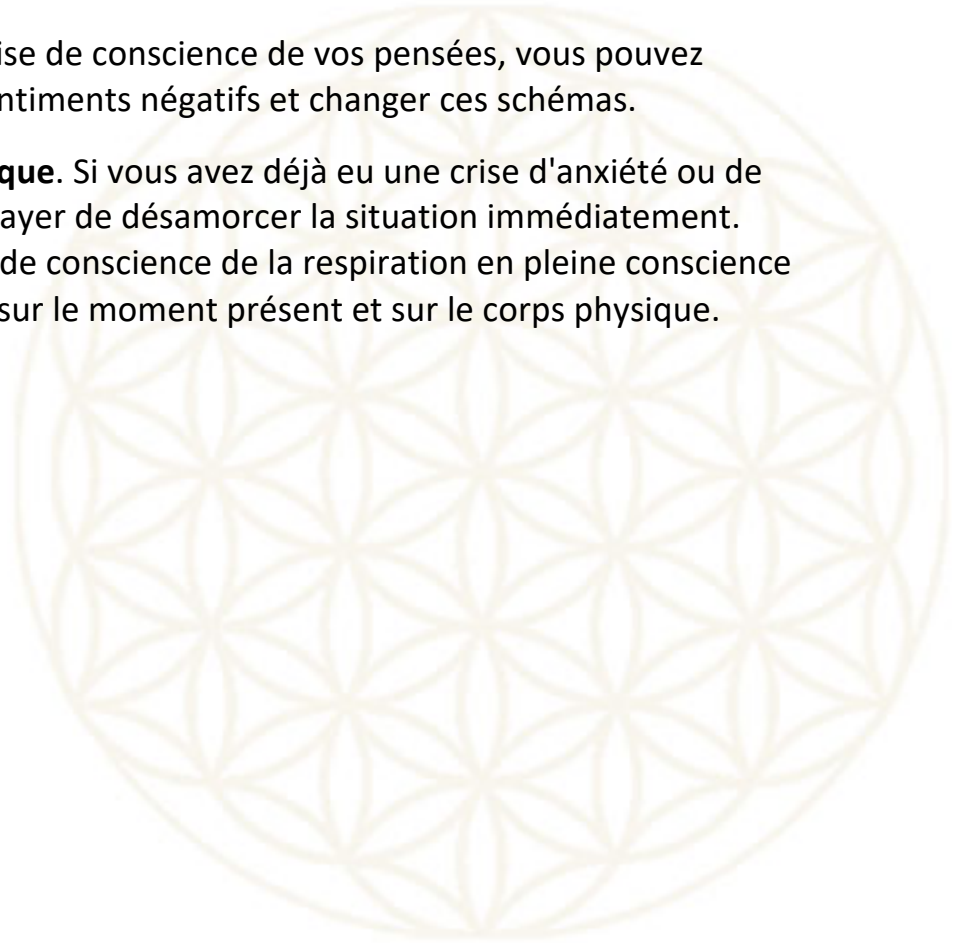 ise de conscience de vos pensées, vous pouvez
ntiments négatifs et changer ces schémas.
que. Si vous avez déjà eu une crise d'anxiété ou de
ayer de désamorcer la situation immédiatement.
de conscience de la respiration en pleine conscience
sur le moment présent et sur le corps physique.